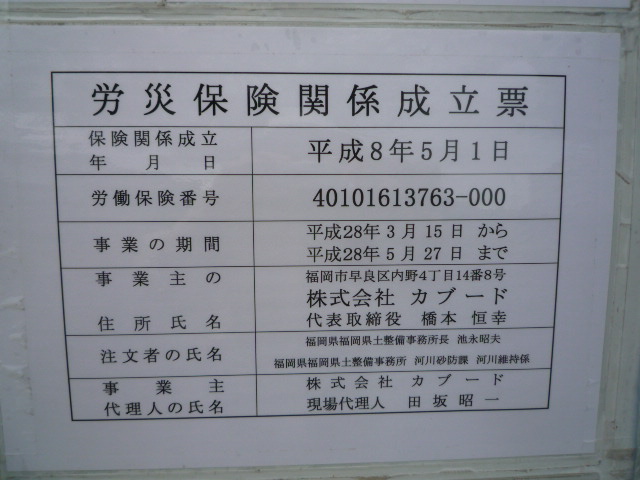 労災保険関係成立票
保険関係成立
年月日
平成8年5月1日
労働保険番号
40101613763-000
事業の期間
平成28年3月15日 から
平成28年5月27日 まで
事業主の
住所氏名
福岡市早良区内野4丁目14番8号
株式会社 カブード
代表取締役 橋本 恒幸
注文者の氏名
福岡県福岡県土整備事務所長 池永昭夫
福岡県福岡県土整備事務所 河川砂防課 河川維持係
事業主
代理人の氏名
株式会社 カブード
現場代理人 田坂昭一